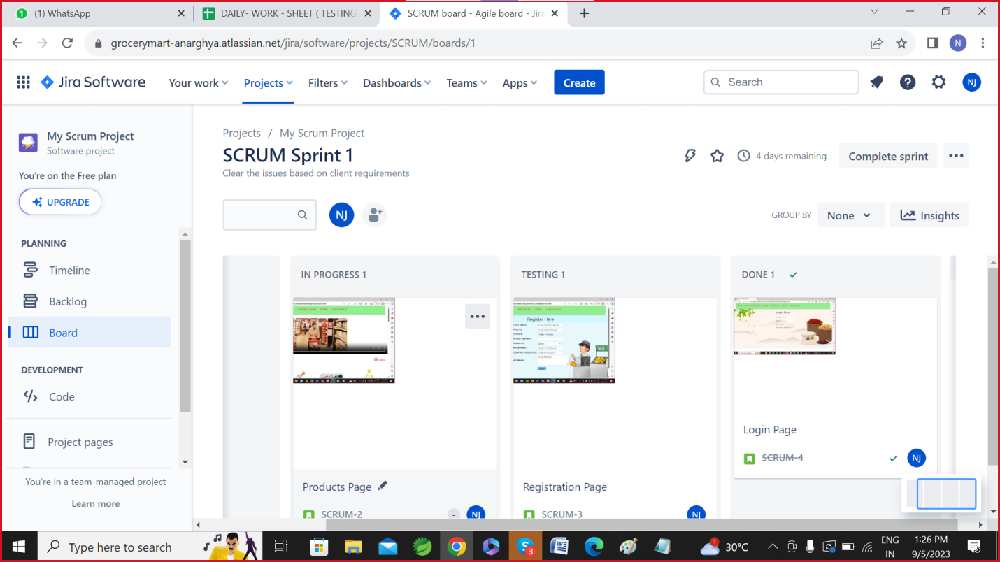 (1) WhatsApp
DAILY- WORK - SHEET ( TESTING
SCRUM board - Agile board - Jira
grocerymart-anarghya.atlassian.net/jira/software/projects/SCRUM/boards/1
N
Jira Software
Your work
Projects
Filters
Dashboards
Teams
Apps
Create
Search
NJ
My Scrum Project
Software project
You're on the Free plan
UPGRADE
PLANNING
Timeline
Backlog
Board
DEVELOPMENT
Code
Project pages
You're in a team-managed project
Learn more
Projects / My Scrum Project
SCRUM Sprint 1
Clear the issues based on client requirements
4 days remaining
Complete sprint
NJ
GROUP BY
None
Insights
IN PROGRESS 1
Products Page
SCRUM-2
-
NJ
TESTING 1
Register Here
Registration Page
SCRUM-3
NJ
DONE 1
Login Page
SCRUM-4
NJ
Type here to search
3
1
30°C
ENG
IN
1:26 PM
9/5/2023